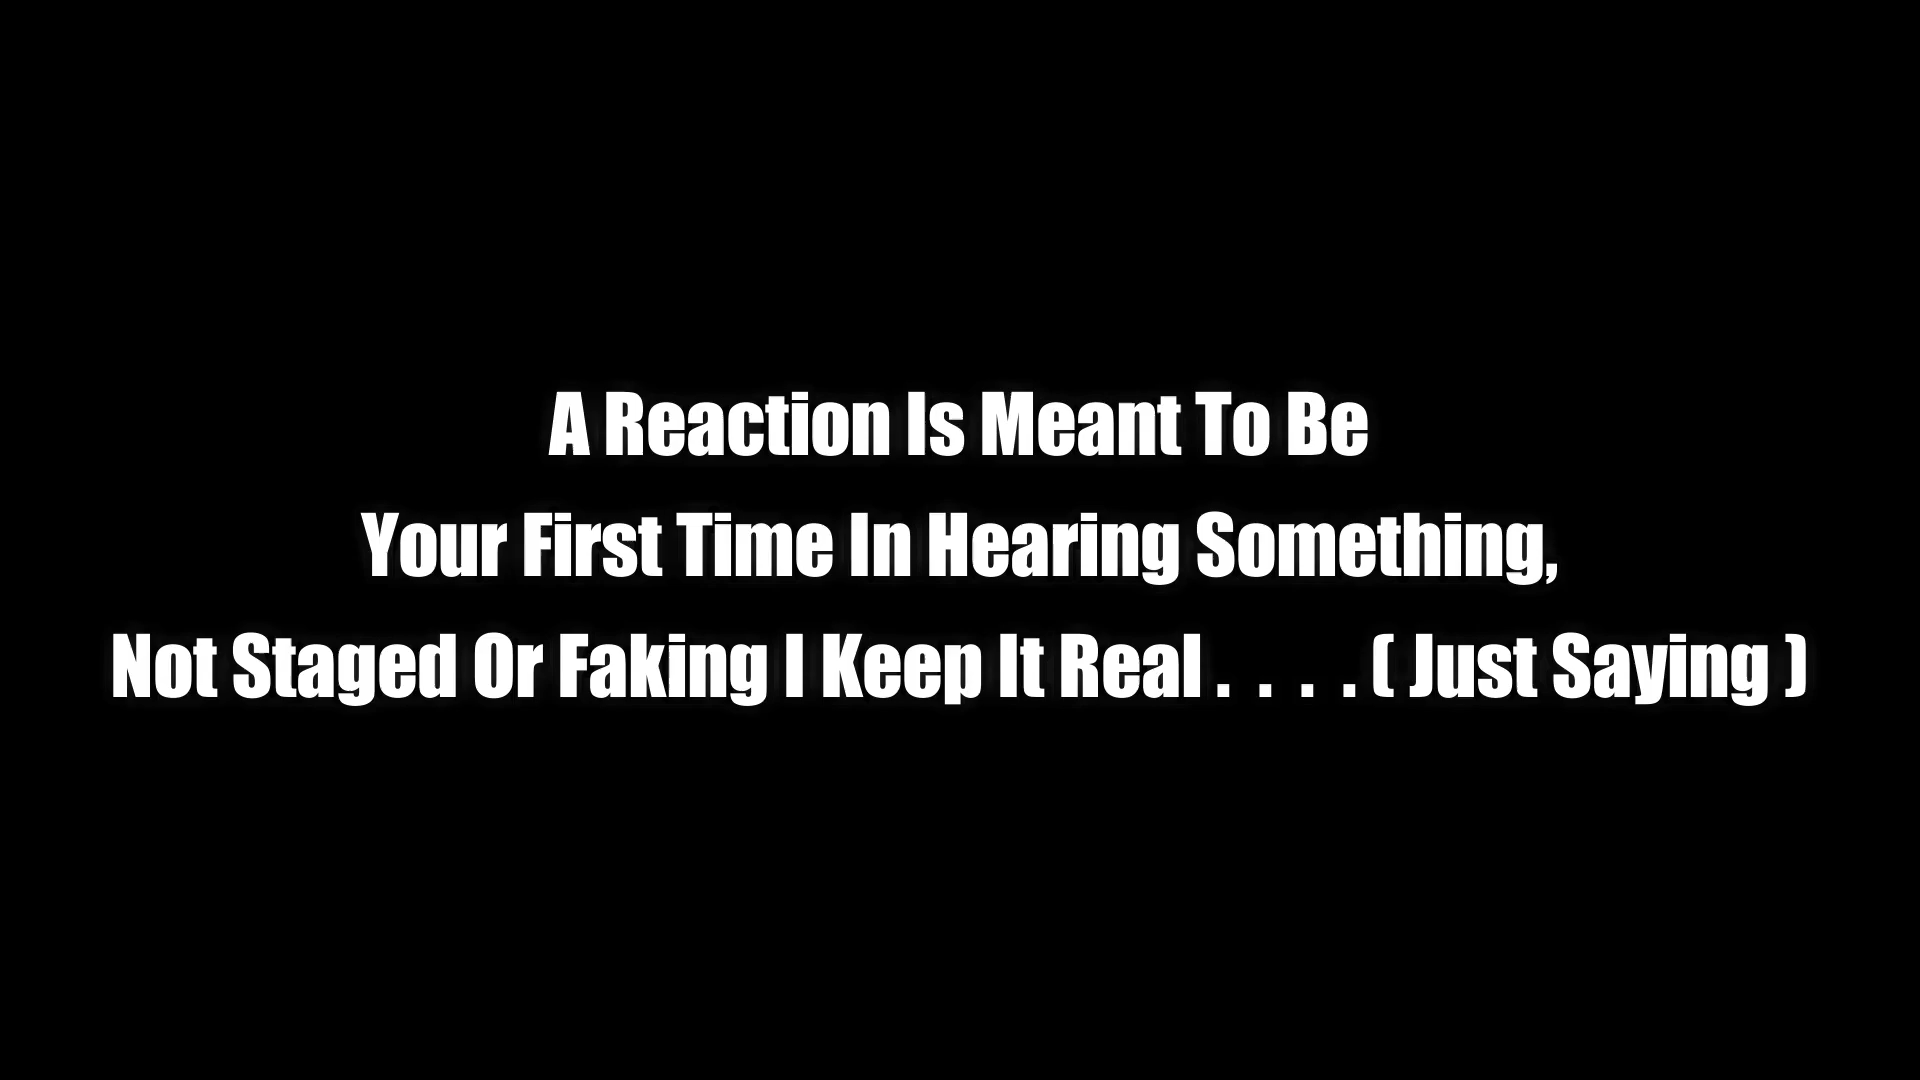 A Reaction Is Meant To Be
Your First Time In Hearing Something,
Not Staged Or Faking I Keep It Real . . . . ( Just Saying )